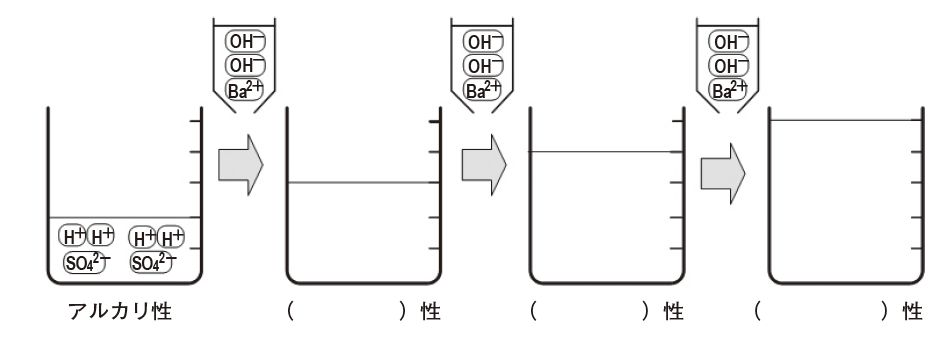 OH⁻ OH⁻ OH⁻
OH⁻ OH⁻ OH⁻
Ba²⁺ Ba²⁺ Ba²⁺
H⁺ H⁺ H⁺ H⁺
SO₄²⁻ SO₄²⁻
アルカリ性 (　　　) 性 (　　　) 性 (　　　) 性